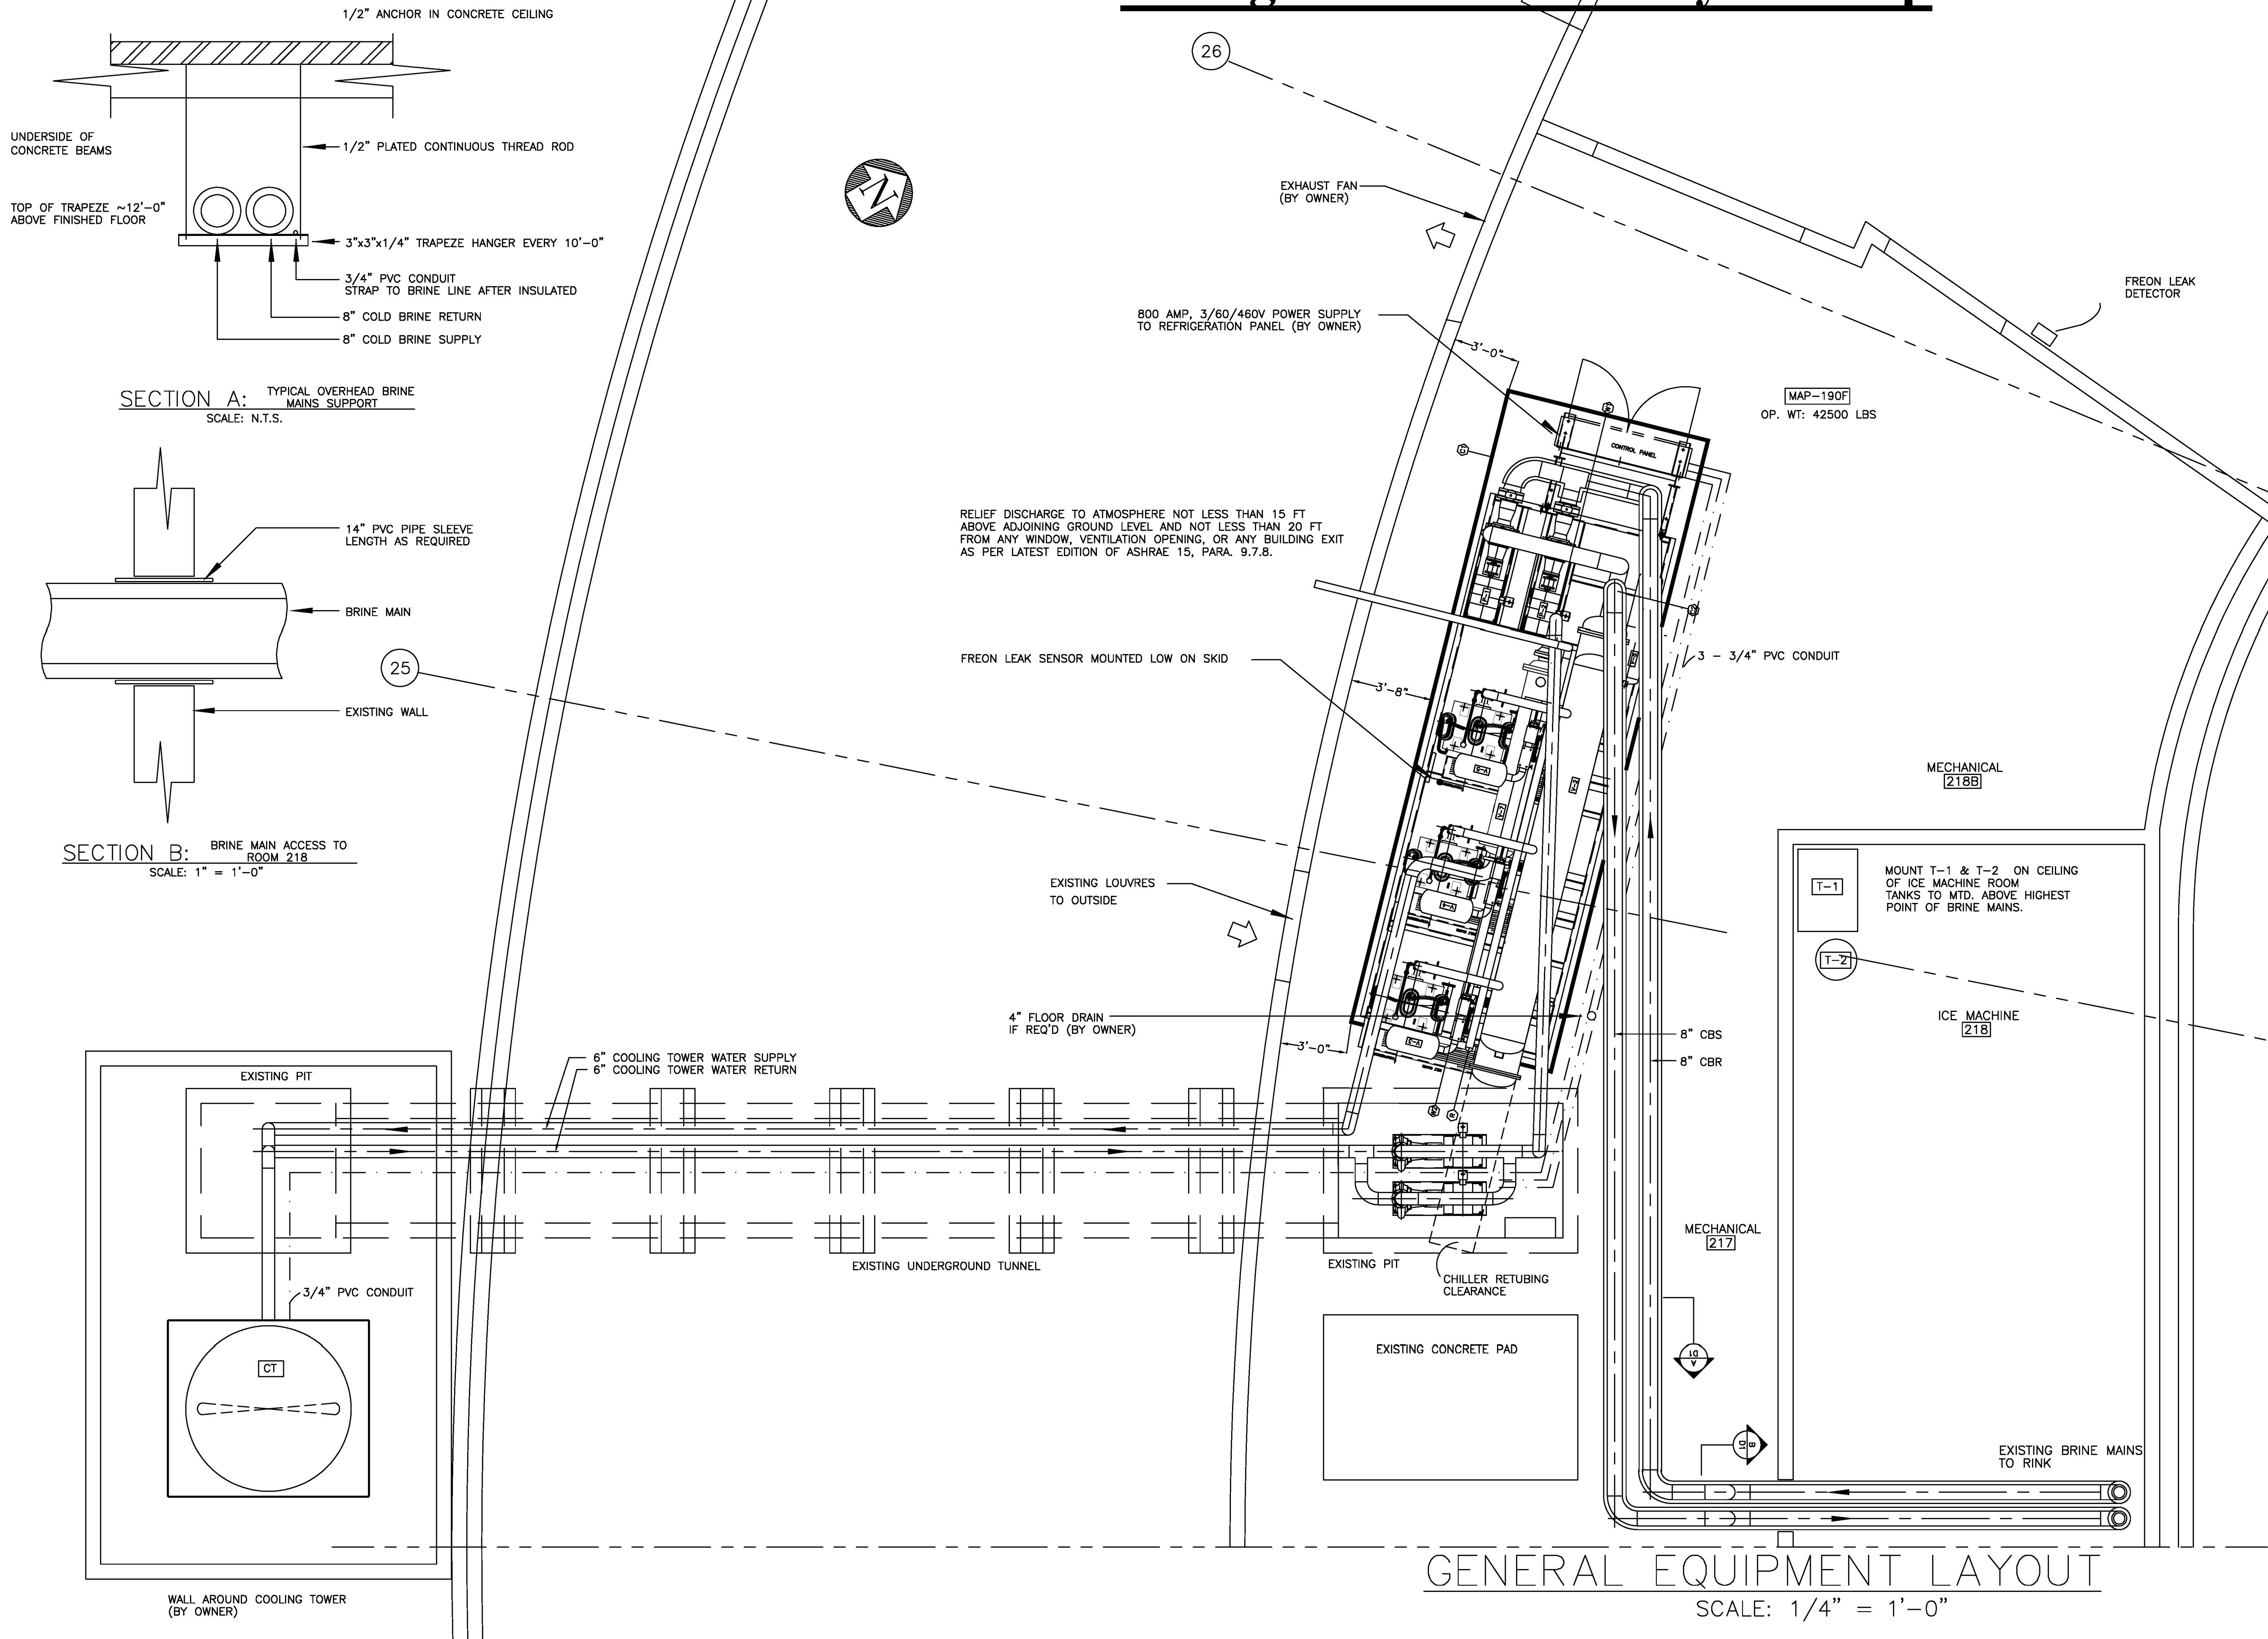 1/2” ANCHOR IN CONCRETE CEILING
UNDERSIDE OF
CONCRETE BEAMS
1/2” PLATED CONTINUOUS THREAD ROD
TOP OF TRAPEZE ~12’-0”
ABOVE FINISHED FLOOR
3”x3”x1/4” TRAPEZE HANGER EVERY 10’-0”
3/4” PVC CONDUIT
STRAP TO BRINE LINE AFTER INSULATED
8” COLD BRINE RETURN
8” COLD BRINE SUPPLY
SECTION A: TYPICAL OVERHEAD BRINE
MAINS SUPPORT
SCALE: N.T.S.
14” PVC PIPE SLEEVE
LENGTH AS REQUIRED
BRINE MAIN
EXISTING WALL
SECTION B: BRINE MAIN ACCESS TO
ROOM 218
SCALE: 1” = 1’-0”
N
26
25
EXHAUST FAN
(BY OWNER)
FREON LEAK
DETECTOR
800 AMP, 3/60/460V POWER SUPPLY
TO REFRIGERATION PANEL (BY OWNER)
3’-0”
MAP-190F
OP. WT: 42500 LBS
CONTROL PANEL
RELIEF DISCHARGE TO ATMOSPHERE NOT LESS THAN 15 FT
ABOVE ADJOINING GROUND LEVEL AND NOT LESS THAN 20 FT
FROM ANY WINDOW, VENTILATION OPENING, OR ANY BUILDING EXIT
AS PER LATEST EDITION OF ASHRAE 15, PARA. 9.7.8.
FREON LEAK SENSOR MOUNTED LOW ON SKID
3 - 3/4” PVC CONDUIT
3’-8”
MECHANICAL
218B
EXISTING LOUVRES
TO OUTSIDE
T-1
MOUNT T-1 & T-2 ON CEILING
OF ICE MACHINE ROOM
TANKS TO MTD. ABOVE HIGHEST
POINT OF BRINE MAINS.
T-2
ICE MACHINE
218
4” FLOOR DRAIN
IF REQ’D (BY OWNER)
3’-0”
8” CBS
8” CBR
EXISTING PIT
6” COOLING TOWER WATER SUPPLY
6” COOLING TOWER WATER RETURN
EXISTING UNDERGROUND TUNNEL
EXISTING PIT
CHILLER RETUBING
CLEARANCE
MECHANICAL
217
3/4” PVC CONDUIT
CT
EXISTING CONCRETE PAD
A
D1
B
D1
EXISTING BRINE MAINS
TO RINK
WALL AROUND COOLING TOWER
(BY OWNER)
GENERAL EQUIPMENT LAYOUT
SCALE: 1/4” = 1’-0”